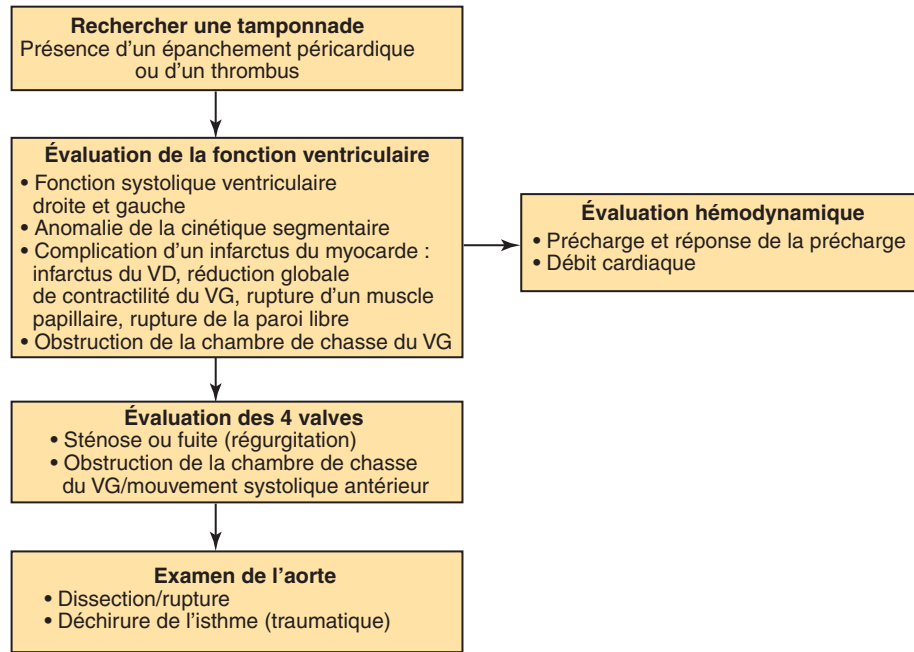 Rechercher une tamponnade
Présence d'un épanchement péricardique
ou d'un thrombus
Évaluation de la fonction ventriculaire
• Fonction systolique ventriculaire
droite et gauche
• Anomalie de la cinétique segmentaire
• Complication d'un infarctus du myocarde :
infarctus du VD, réduction globale
de contractilité du VG, rupture d'un muscle
papillaire, rupture de la paroi libre
• Obstruction de la chambre de chasse du VG
Évaluation hémodynamique
• Précharge et réponse de la précharge
• Débit cardiaque
Évaluation des 4 valves
• Sténose ou fuite (régurgitation)
• Obstruction de la chambre de chasse
du VG/mouvement systolique antérieur
Examen de l'aorte
• Dissection/rupture
• Déchirure de l'isthme (traumatique)